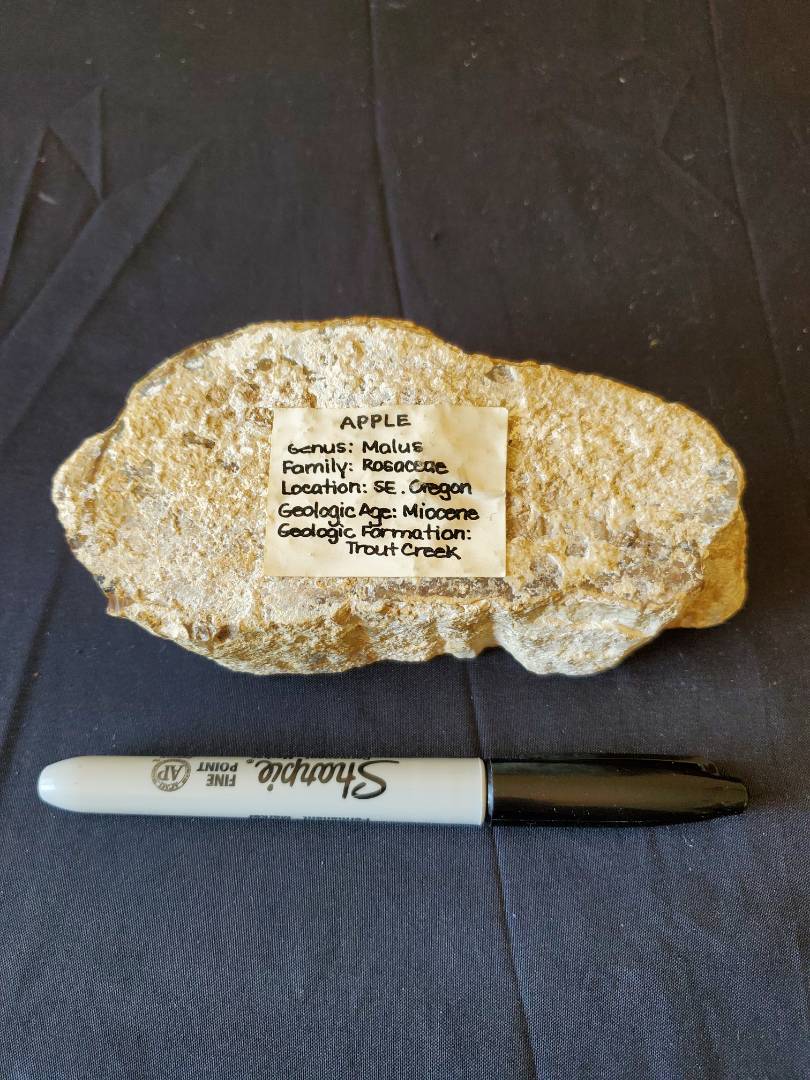 APPLE
Genus: Malus
Family: Rosaceae
Location: SE. Oregon
Geologic Age: Miocene
Geologic Formation:
Trout Creek
Sharpie.
FINE
POINT
AP